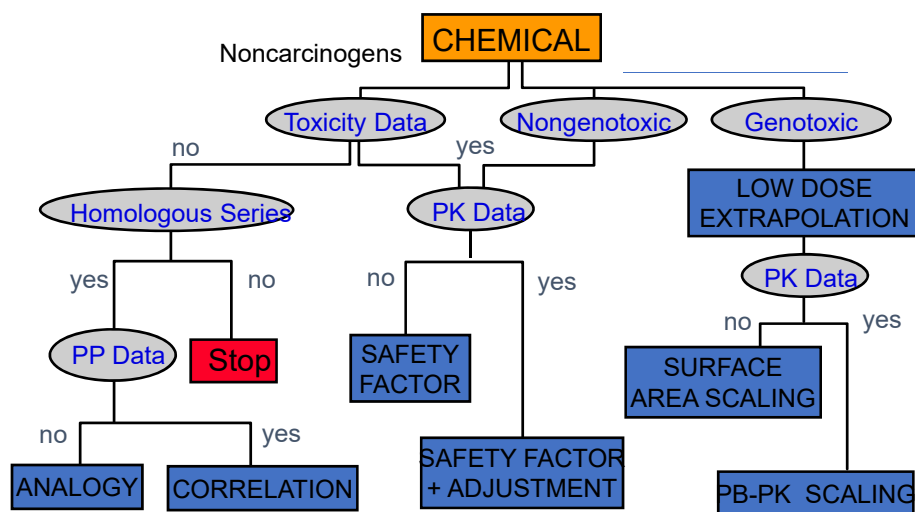 CHEMICAL
Noncarcinogens
Toxicity Data
Nongenotoxic
Genotoxic
no
yes
Homologous Series
PK Data
LOW DOSE
EXTRAPOLATION
yes
no
no
yes
PK Data
no
yes
PP Data
Stop
SAFETY
FACTOR
SURFACE
AREA SCALING
no
yes
ANALOGY
CORRELATION
SAFETY FACTOR
+ ADJUSTMENT
PB-PK SCALING